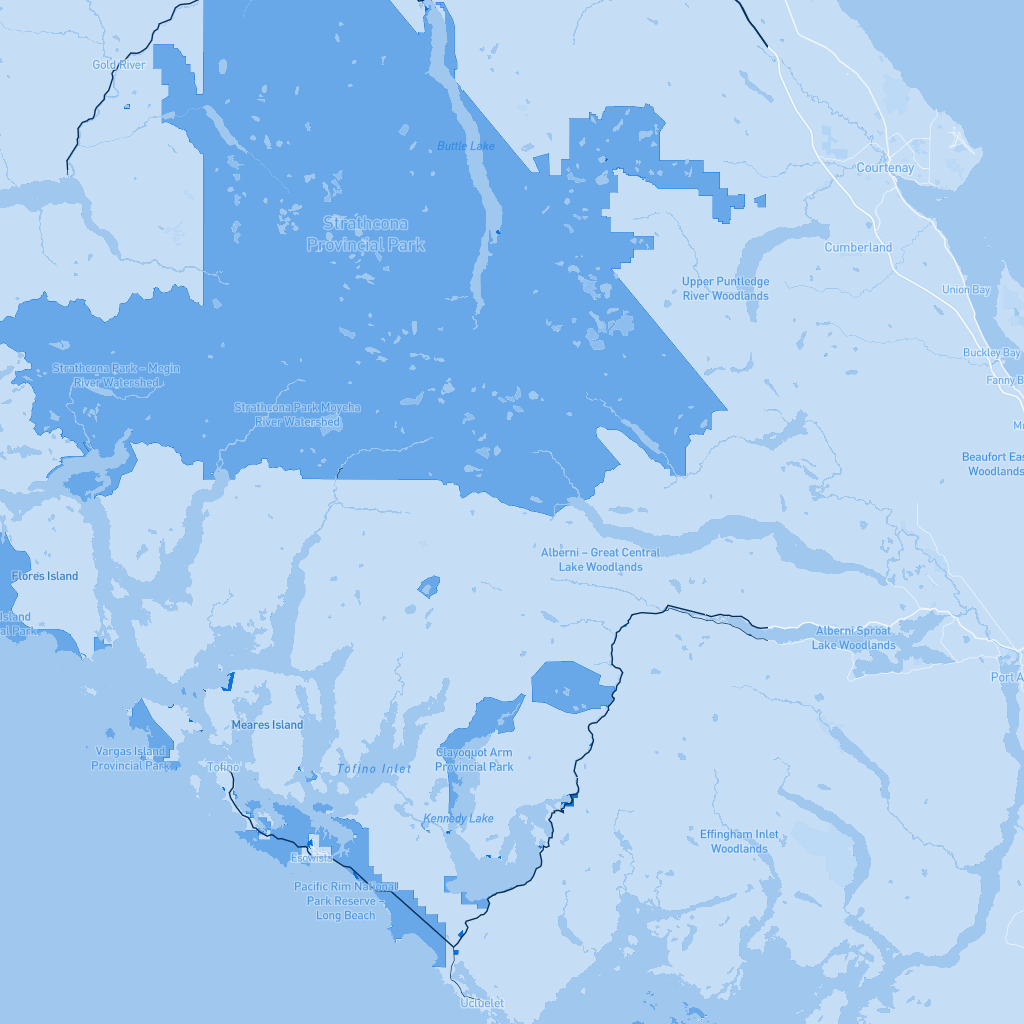 Gold River
Buttle Lake
Courtenay
Strathcona
Provincial Park
Cumberland
Upper Puntledge
River Woodlands
Union Bay
Buckley Bay
Strathcona Park – Megin
River Watershed
Fanny B
Strathcona Park Moyeha
River Watershed
Mo
Beaufort Eas
Woodlands
Alberni – Great Central
Lake Woodlands
Flores Island
Island
al Park
Alberni Sproat
Lake Woodlands
Port A
Meares Island
Vargas Island
Provincial Park
Clayoquot Arm
Provincial Park
Tofino
Tofino Inlet
Kennedy Lake
Effingham Inlet
Woodlands
Esowista
Pacific Rim National
Park Reserve –
Long Beach
Ucluelet